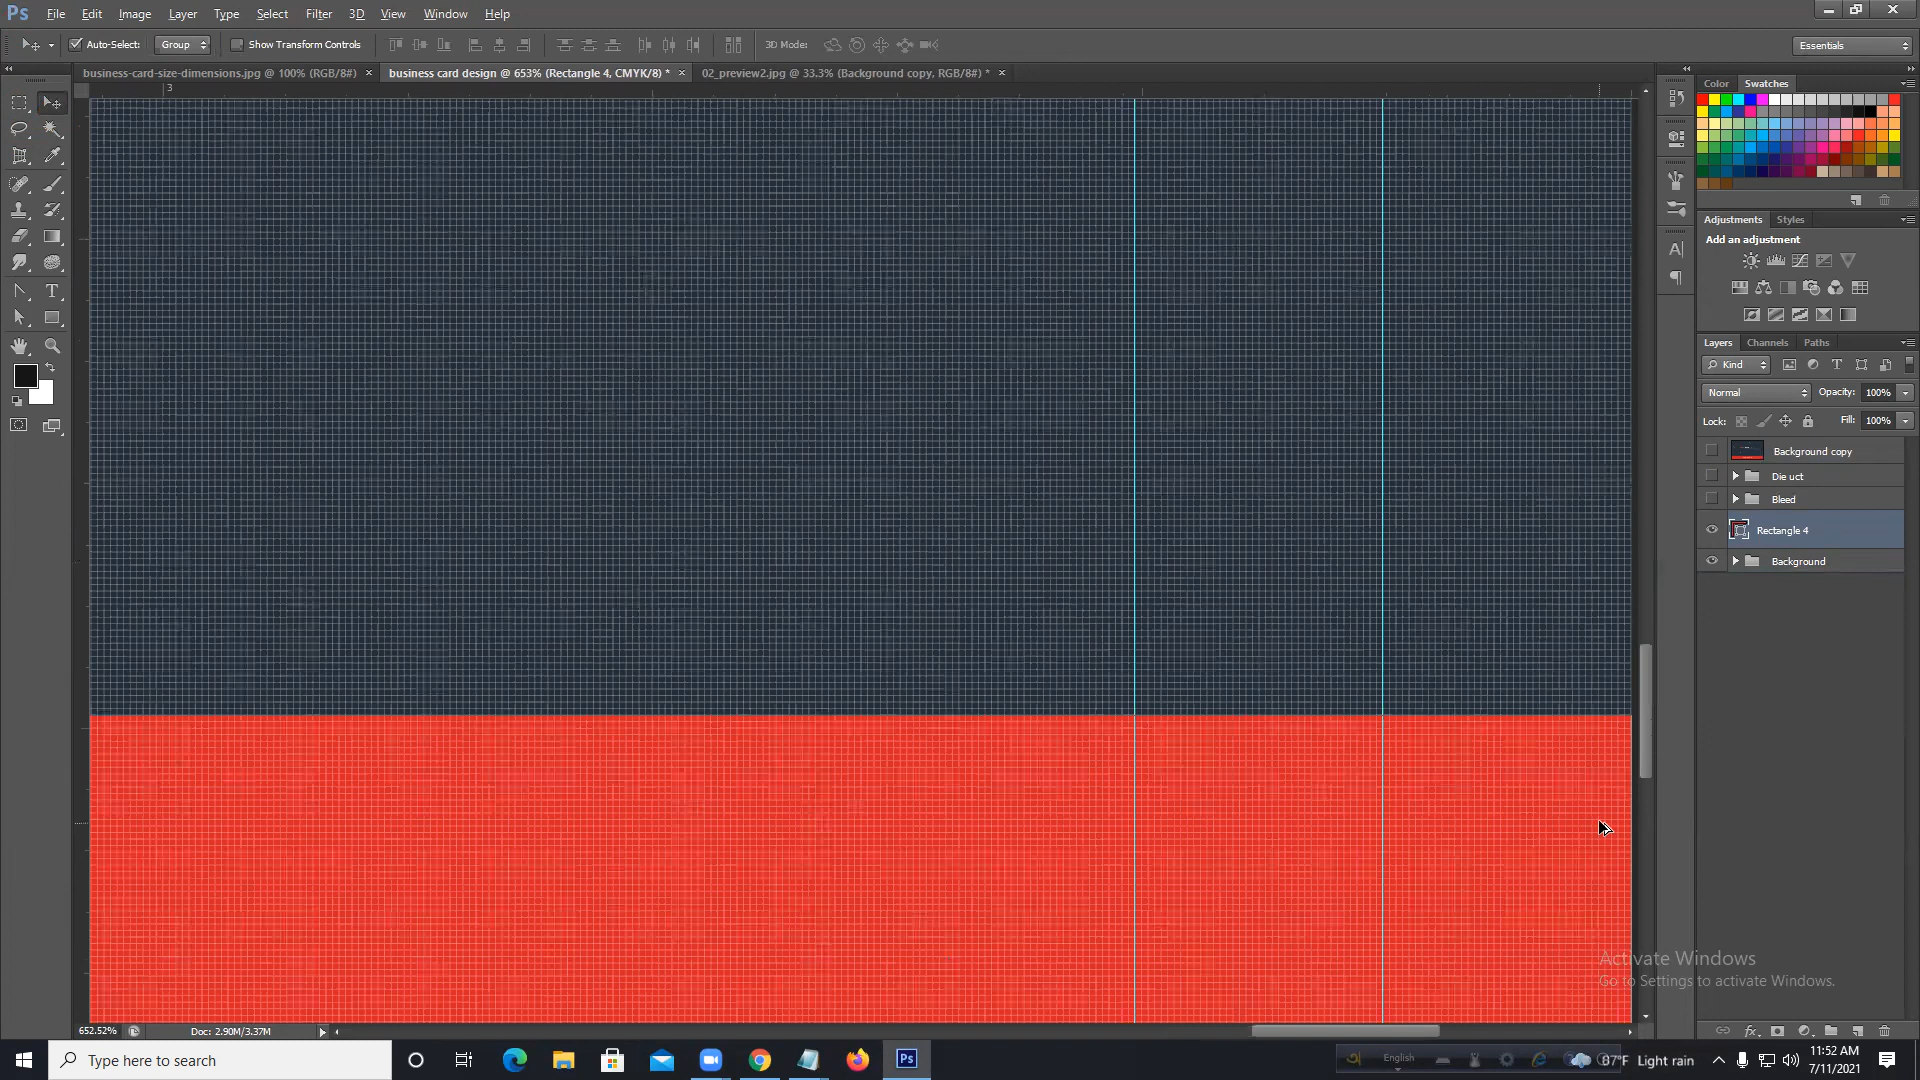 Ps File Edit Image Layer Type Select Filter 3D View Window Help
Auto-Select: Group Show Transform Controls 3D Mode: Essentials
business-card-size-dimensions.jpg @ 100% (RGB/8#) × business card design @ 653% (Rectangle 4, CMYK/8) * × 02_preview2.jpg @ 33.3% (Background copy, RGB/8#) * ×
3
Color Swatches
Adjustments Styles
Add an adjustment
Layers Channels Paths
Kind
Normal Opacity: 100%
Lock: Fill: 100%
Background copy
Die uct
Bleed
Rectangle 4
Background
Activate Windows
Go to Settings to activate Windows.
652.52% Doc: 2.90M/3.37M
Type here to search
Ps
English
87°F Light rain
11:52 AM
7/11/2021